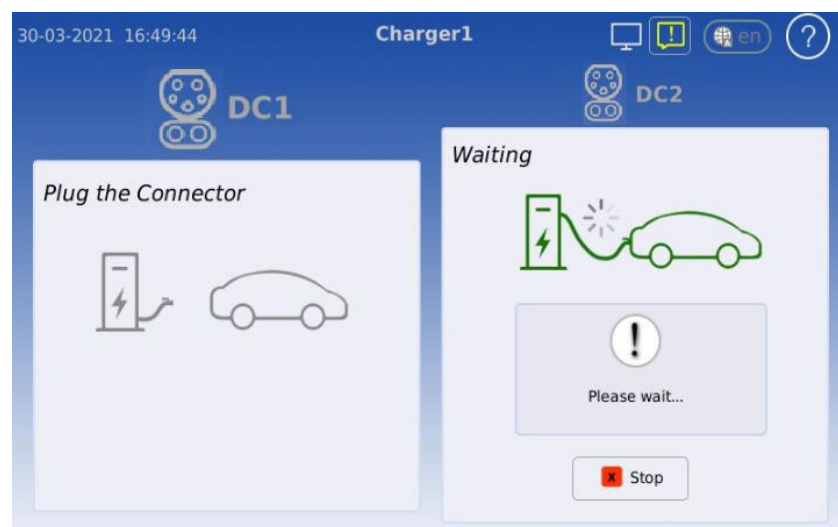 30-03-2021 16:49:44
Charger1
!
en
?
DC1
DC2
Plug the Connector
Waiting
!
Please wait...
x Stop